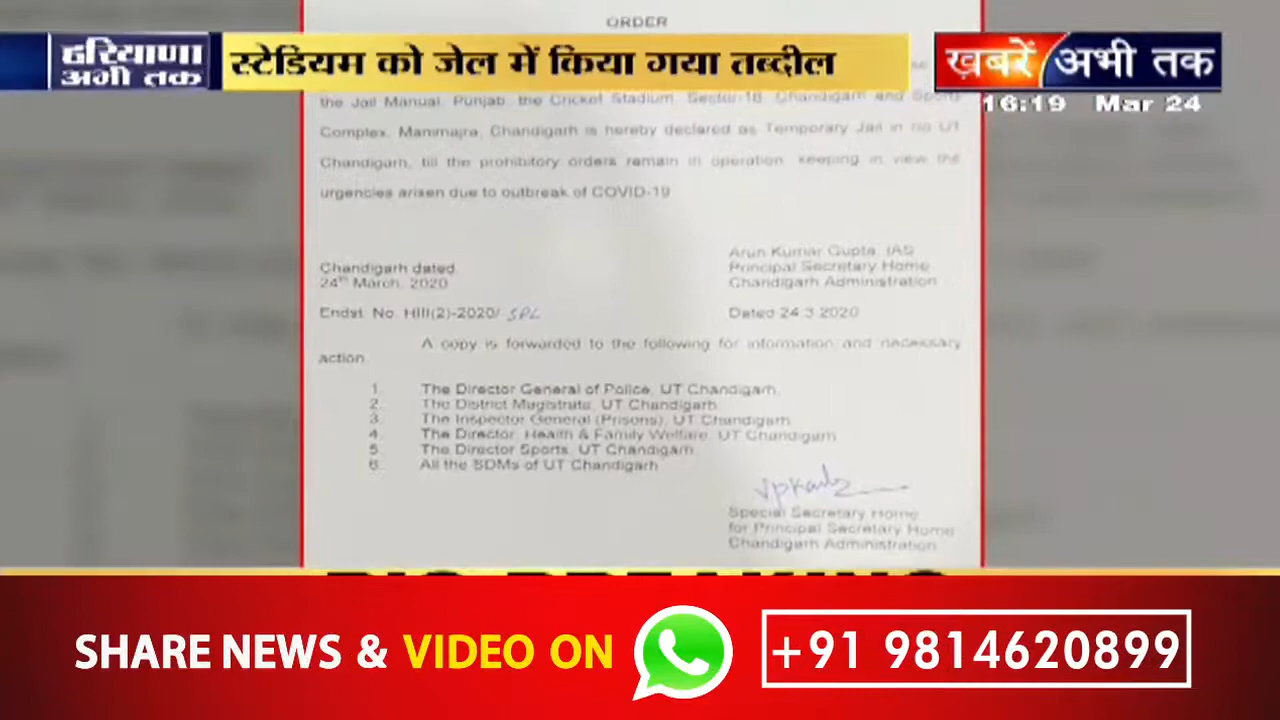 ORDER
हरियाणा
अभी तक
स्टेडियम को जेल में किया गया तब्दील
ख़बरें अभी तक
16:19 Mar 24
the Jail Manual, Punjab, the Cricket Stadium, Sector-16, Chandigarh and Sports
Complex, Manimajra, Chandigarh is hereby declared as Temporary Jail in UT
Chandigarh, till the prohibitory orders remain in operation, keeping in view the
urgencies arisen due to outbreak of COVID-19
Arun Kumar Gupta, IAS
Principal Secretary Home
Chandigarh Administration
Chandigarh dated,
24th March, 2020
Endst. No. HIII(2)-2020/ SPL
Dated 24.3.2020
A copy is forwarded to the following for information and necessary
action
1. The Director General of Police, UT Chandigarh,
2. The District Magistrate, UT Chandigarh
3. The Inspector General (Prisons), UT Chandigarh
4. The Director, Health & Family Welfare, UT Chandigarh
5. The Director Sports, UT Chandigarh
6. All the SDMs of UT Chandigarh
Special Secretary Home
for Principal Secretary Home
Chandigarh Administration
SHARE NEWS & VIDEO ON
+91 9814620899